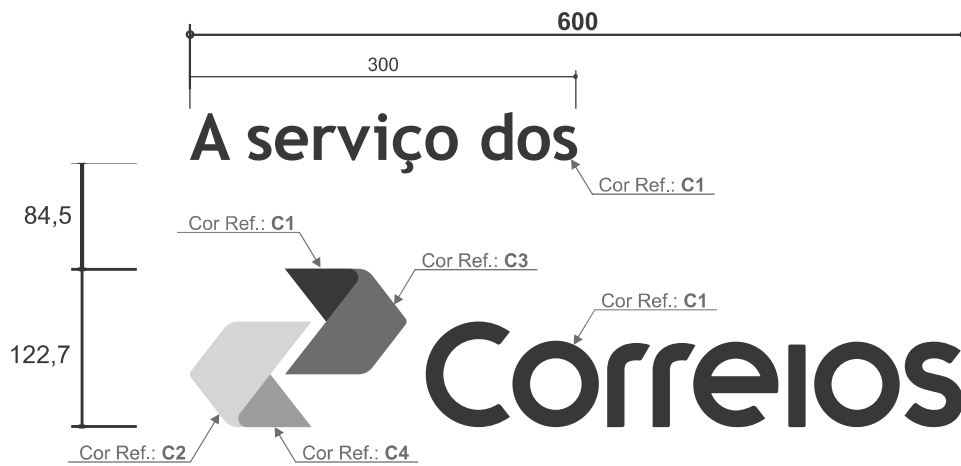 600
300
A serviço dos
Cor Ref.: C1
84,5
Cor Ref.: C1
Cor Ref.: C3
Cor Ref.: C1
122,7
Correios
Cor Ref.: C2
Cor Ref.: C4